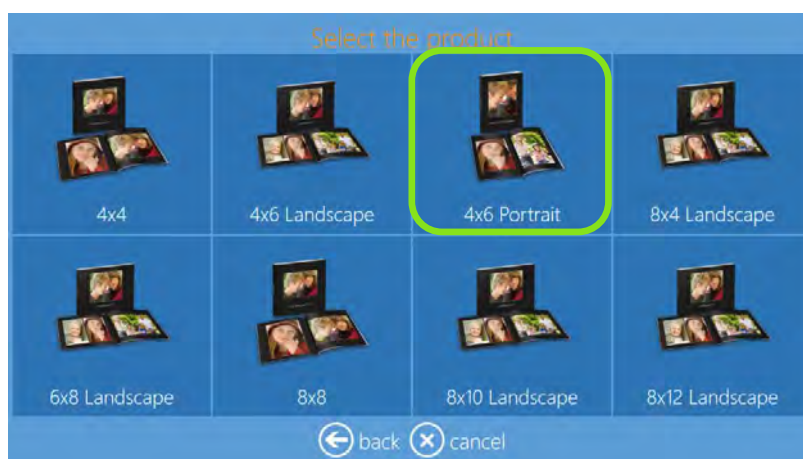 Select the product
4x4
4x6 Landscape
4x6 Portrait
8x4 Landscape
6x8 Landscape
8x8
8x10 Landscape
8x12 Landscape
back
cancel